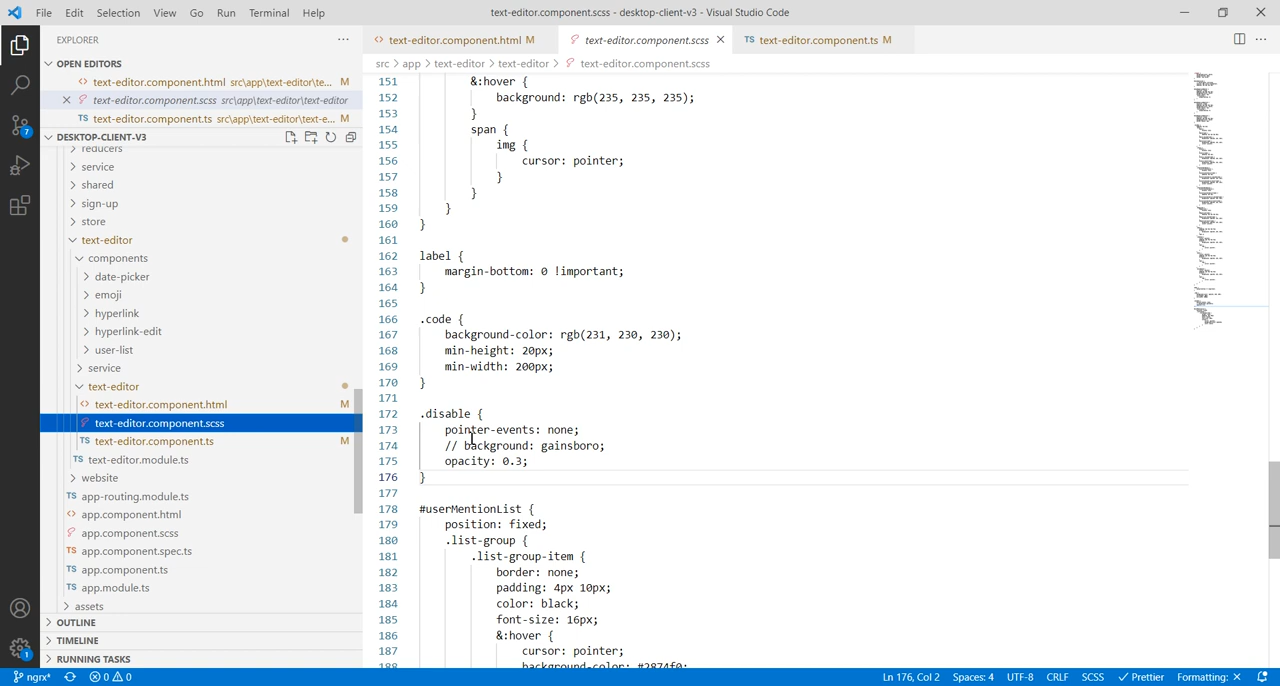 File Edit Selection View Go Run Terminal Help
text-editor.component.scss - desktop-client-v3 - Visual Studio Code
EXPLORER
OPEN EDITORS
text-editor.component.html src\app\text-editor\te... M
text-editor.component.scss src\app\text-editor\text-editor
TS text-editor.component.ts src\app\text-editor\text-e... M
DESKTOP-CLIENT-V3
reducers
service
shared
sign-up
store
text-editor
components
date-picker
emoji
hyperlink
hyperlink-edit
user-list
service
text-editor
text-editor.component.html M
text-editor.component.scss
TS text-editor.component.ts M
TS text-editor.module.ts
website
TS app-routing.module.ts
app.component.html
app.component.scss
TS app.component.spec.ts
TS app.component.ts
TS app.module.ts
assets
OUTLINE
TIMELINE
RUNNING TASKS
7
1
text-editor.component.html M
text-editor.component.scss
TS text-editor.component.ts M
src > app > text-editor > text-editor > text-editor.component.scss
151 &:hover {
152 background: rgb(235, 235, 235);
153 }
154 span {
155 img {
156 cursor: pointer;
157 }
158 }
159 }
160 }
161
162 label {
163 margin-bottom: 0 !important;
164 }
165
166 .code {
167 background-color: rgb(231, 230, 230);
168 min-height: 20px;
169 min-width: 200px;
170 }
171
172 .disable {
173 pointer-events: none;
174 // background: gainsboro;
175 opacity: 0.3;
176 }
177
178 #userMentionList {
179 position: fixed;
180 .list-group {
181 .list-group-item {
182 border: none;
183 padding: 4px 10px;
184 color: black;
185 font-size: 16px;
186 &:hover {
187 cursor: pointer;
188 background-color: #2874f0;
ngrx* 0 0
Ln 176, Col 2 Spaces: 4 UTF-8 CRLF SCSS Prettier Formatting: ×